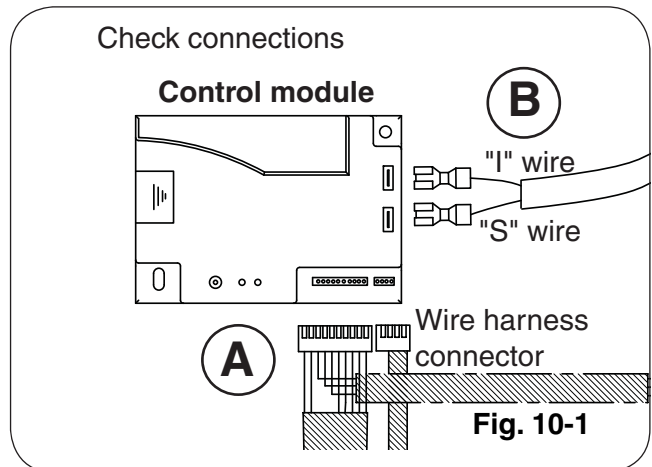 Check connections
Control module
B
"I" wire
"S" wire
A
Wire harness
connector
Fig. 10-1